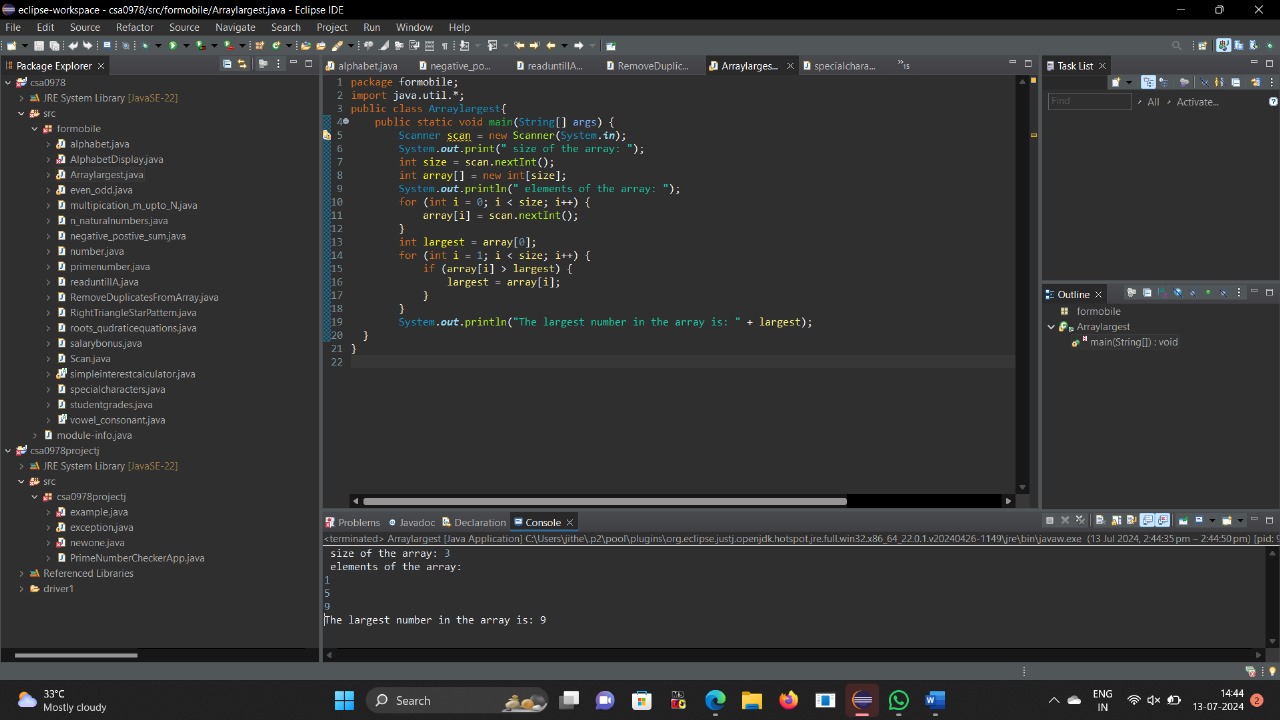 eclipse-workspace - csa0978/src/formobile/Arraylargest.java - Eclipse IDE
File Edit Source Refactor Source Navigate Search Project Run Window Help
Package Explorer
csa0978
JRE System Library [JavaSE-22]
src
formobile
alphabet.java
AlphabetDisplay.java
Arraylargest.java
even_odd.java
multipication_m_upto_N.java
n_naturalnumbers.java
negative_postive_sum.java
number.java
primenumber.java
readuntillA.java
RemoveDuplicatesFromArray.java
RightTriangleStarPattern.java
roots_qudraticequations.java
salarybonus.java
Scan.java
simpleinterestcalculator.java
specialcharacters.java
studentgrades.java
vowel_consonant.java
module-info.java
csa0978projectj
JRE System Library [JavaSE-22]
src
csa0978projectj
example.java
exception.java
newone.java
PrimeNumberCheckerApp.java
Referenced Libraries
driver1
alphabet.java negative_po... readuntillA... RemoveDuplic... Arraylarges... specialchara... »15
1 package formobile;
2 import java.util.*;
3 public class Arraylargest{
4 public static void main(String[] args) {
5 Scanner scan = new Scanner(System.in);
6 System.out.print(" size of the array: ");
7 int size = scan.nextInt();
8 int array[] = new int[size];
9 System.out.println(" elements of the array: ");
10 for (int i = 0; i < size; i++) {
11 array[i] = scan.nextInt();
12 }
13 int largest = array[0];
14 for (int i = 1; i < size; i++) {
15 if (array[i] > largest) {
16 largest = array[i];
17 }
18 }
19 System.out.println("The largest number in the array is: " + largest);
20 }
21 }
22
Task List
Find All Activate...
Outline
formobile
Arraylargest
main(String[]) : void
Problems Javadoc Declaration Console
<terminated> Arraylargest [Java Application] C:\Users\jithe\.p2\pool\plugins\org.eclipse.justj.openjdk.hotspot.jre.full.win32.x86_64_22.0.1.v20240426-1149\jre\bin\javaw.exe (13 Jul 2024, 2:44:35 pm – 2:44:50 pm) [pid: 9
size of the array: 3
elements of the array:
1
5
9
The largest number in the array is: 9
33°C
Mostly cloudy
Search
ENG
IN
14:44
13-07-2024
2